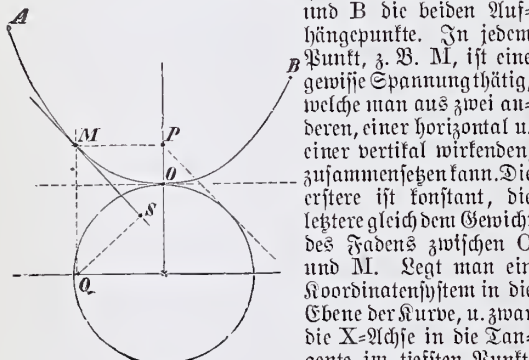 A
und B die beiden Auf=
hängepunkte. In jedem
Punkt, z. B. M, ist eine
B
gewisse Spannung thätig,
welche man aus zwei an=
deren, einer horizontal u.
M
P
einer vertikal wirkenden,
zusammensetzen kann. Die
O
erstere ist konstant, die
letztere gleich dem Gewicht
S
des Fadens zwischen O
und M. Legt man ein
Q
Koordinatensystem in die
Ebene der Kurve, u. zwar
die X=Achse in die Tan=
gente im tiefsten Punkt